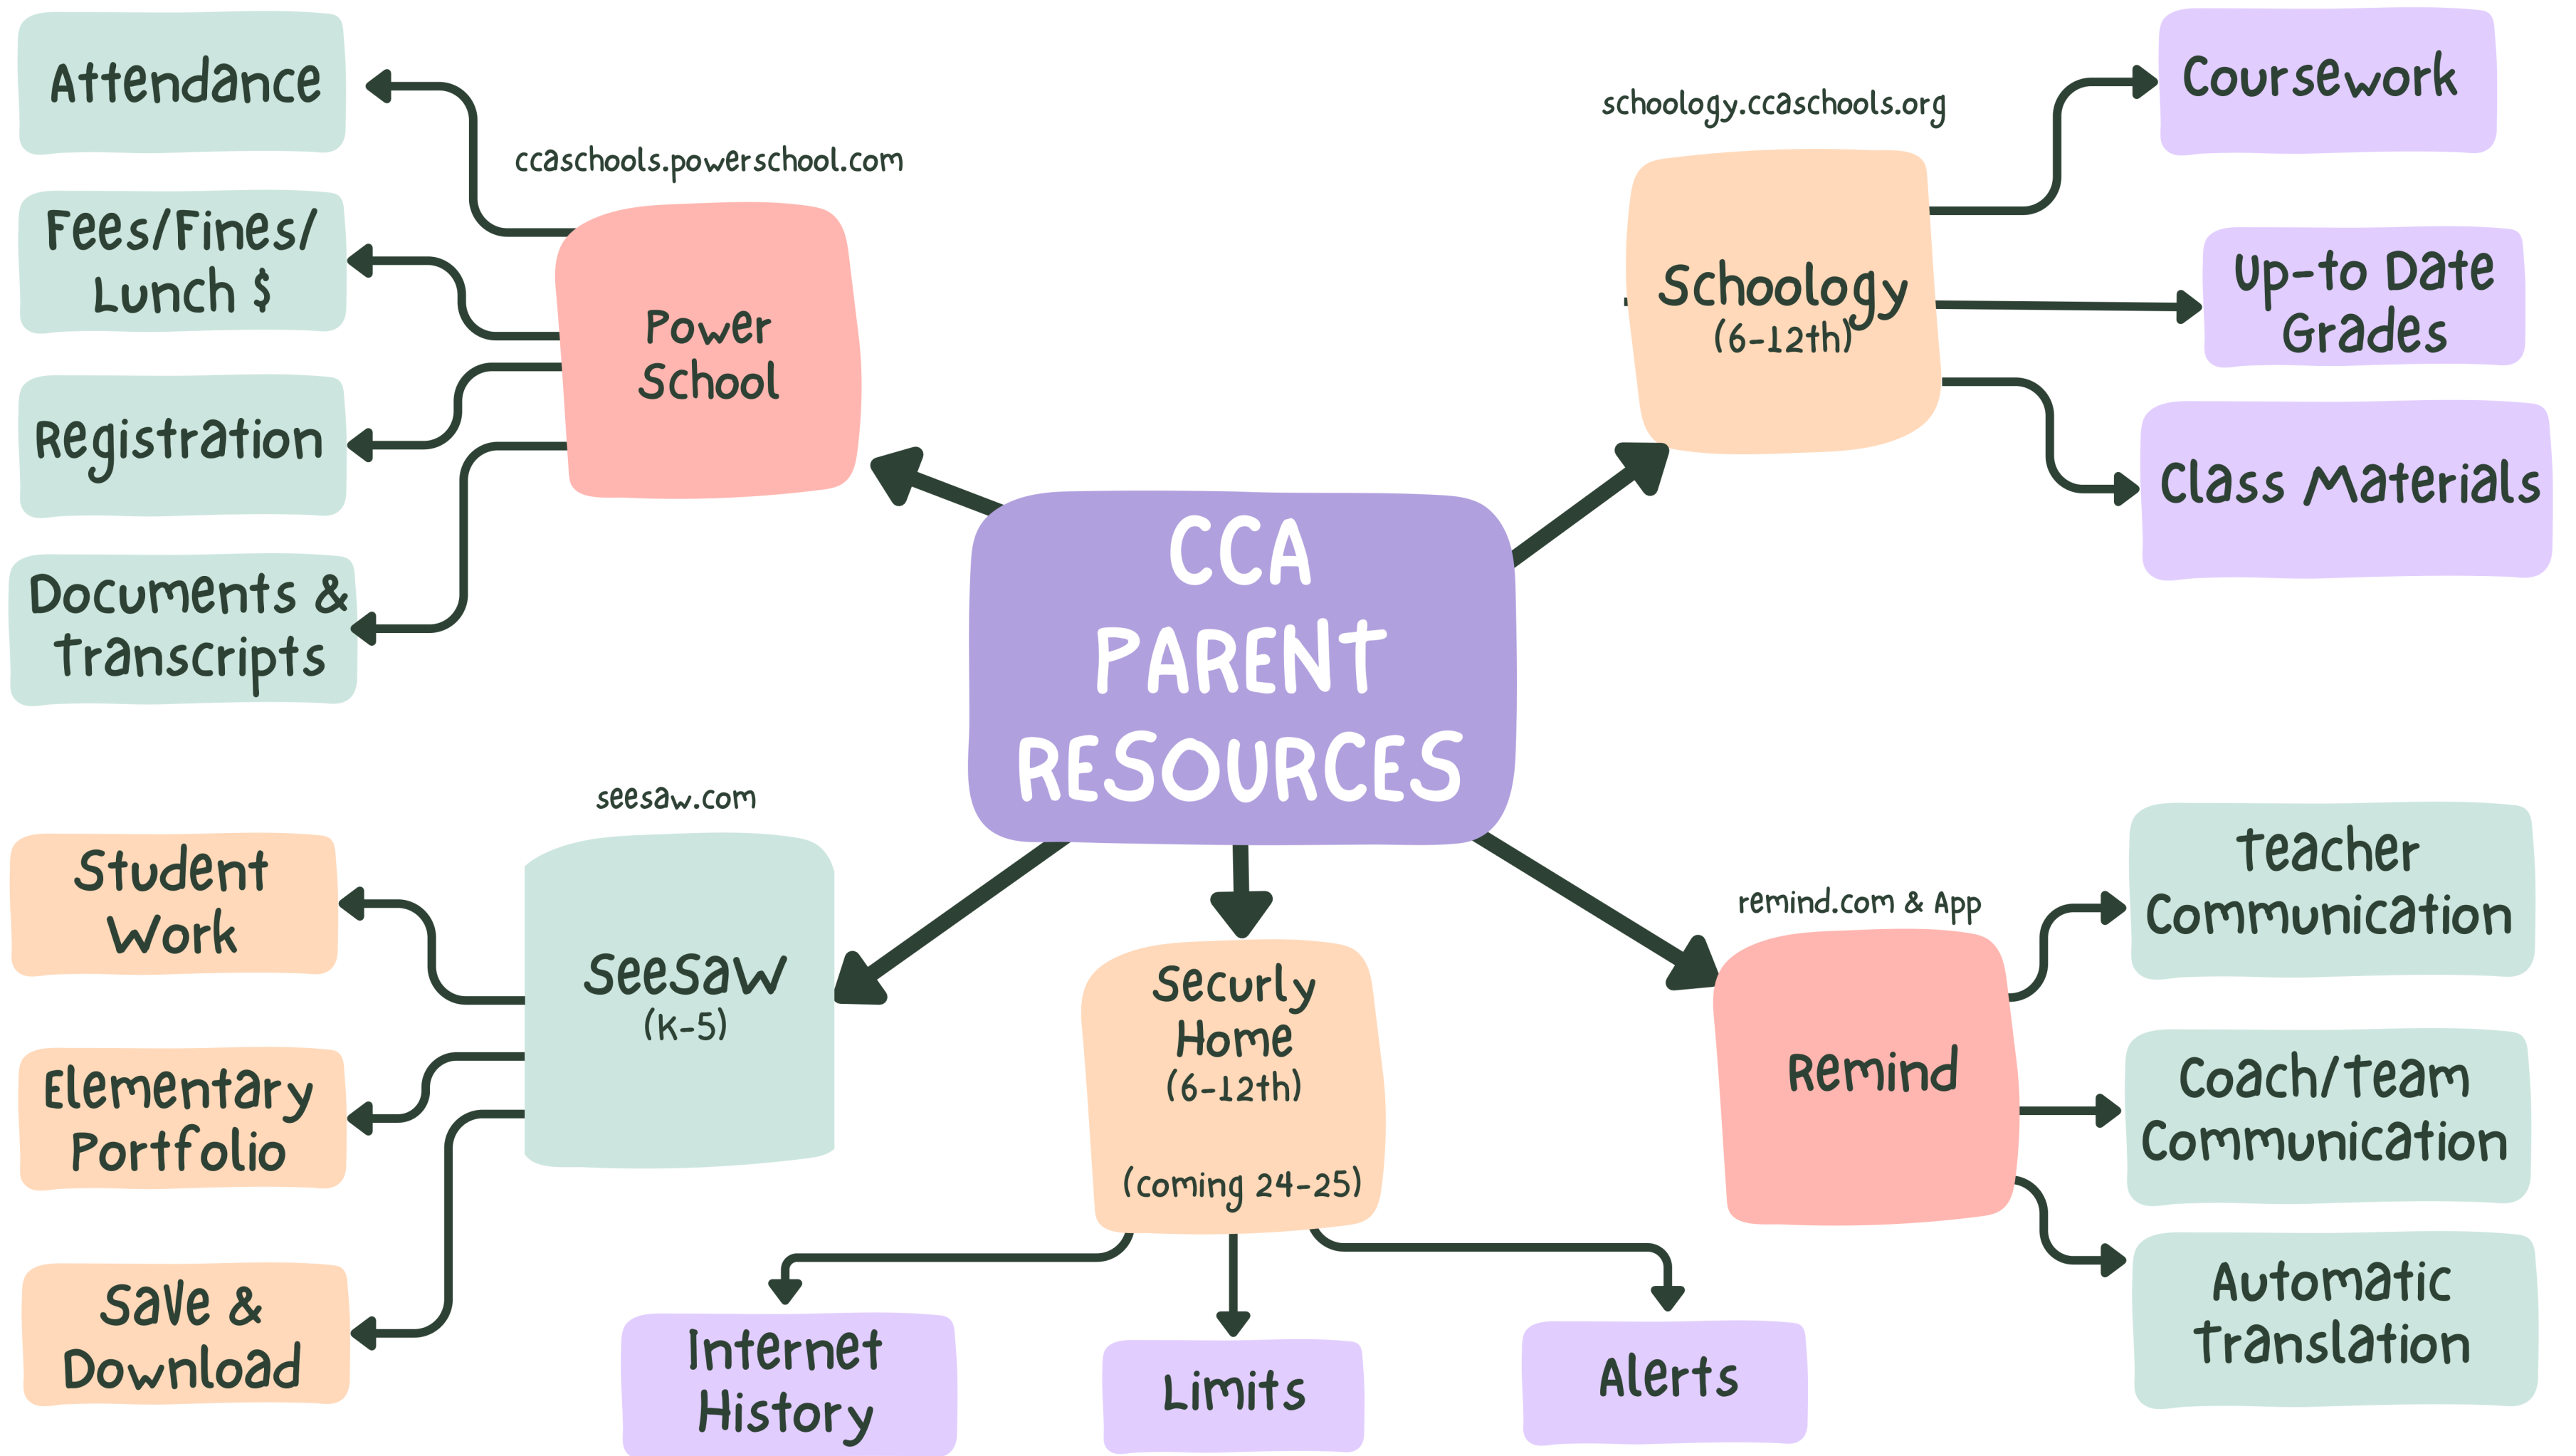 Attendance
Fees/Fines/
Lunch $
Registration
Documents &
Transcripts
ccaschools.powerschool.com
Power
School
schoology.ccaschools.org
Schoology
(6-12th)
Coursework
Up-to Date
Grades
Class Materials
CCA
PARENT
RESOURCES
seesaw.com
SeeSaw
(K-5)
Student
Work
Elementary
Portfolio
Save &
Download
Securly
Home
(6-12th)
(coming 24-25)
Internet
History
Limits
Alerts
remind.com & App
Remind
Teacher
Communication
Coach/Team
Communication
Automatic
Translation